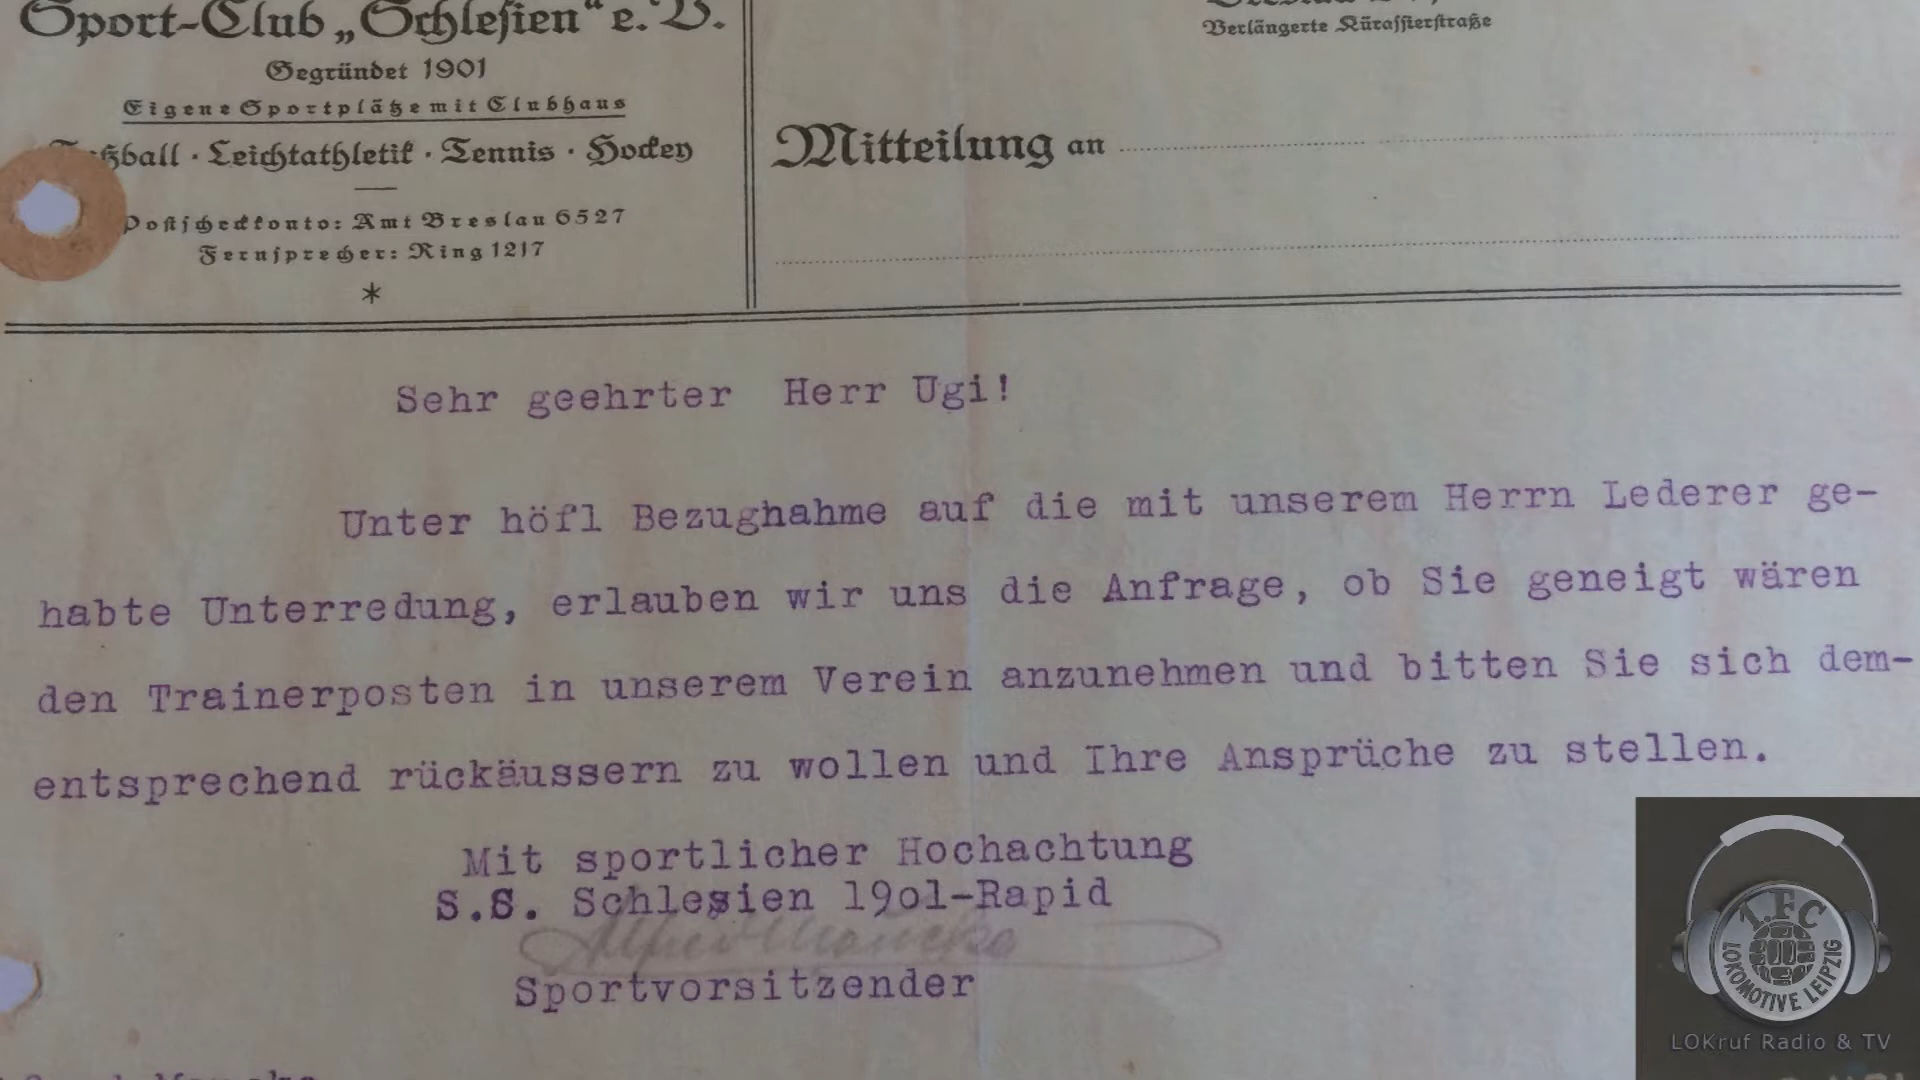 Sport-Club „Schlesien“ e. V.
Gegründet 1901
Eigene Sportplätze mit Clubhaus
Fußball · Leichtathletik · Tennis · Hockey
Postscheckkonto: Amt Breslau 6527
Fernsprecher: Ring 1217
*
Verlängerte Kürassierstraße
Mitteilung an
Sehr geehrter Herr Ugi!
Unter höfl Bezughahme auf die mit unserem Herrn Lederer ge-
habte Unterredung, erlauben wir uns die Anfrage, ob Sie geneigt wären
den Trainerposten in unserem Verein anzunehmen und bitten Sie sich dem-
entsprechend rückäussern zu wollen und Ihre Ansprüche zu stellen.
Mit sportlicher Hochachtung
S.S. Schlesien 19o1-Rapid
Alfred
Sportvorsitzender
1.FC
LOKOMOTIVE LEIPZIG
LOKruf Radio & TV